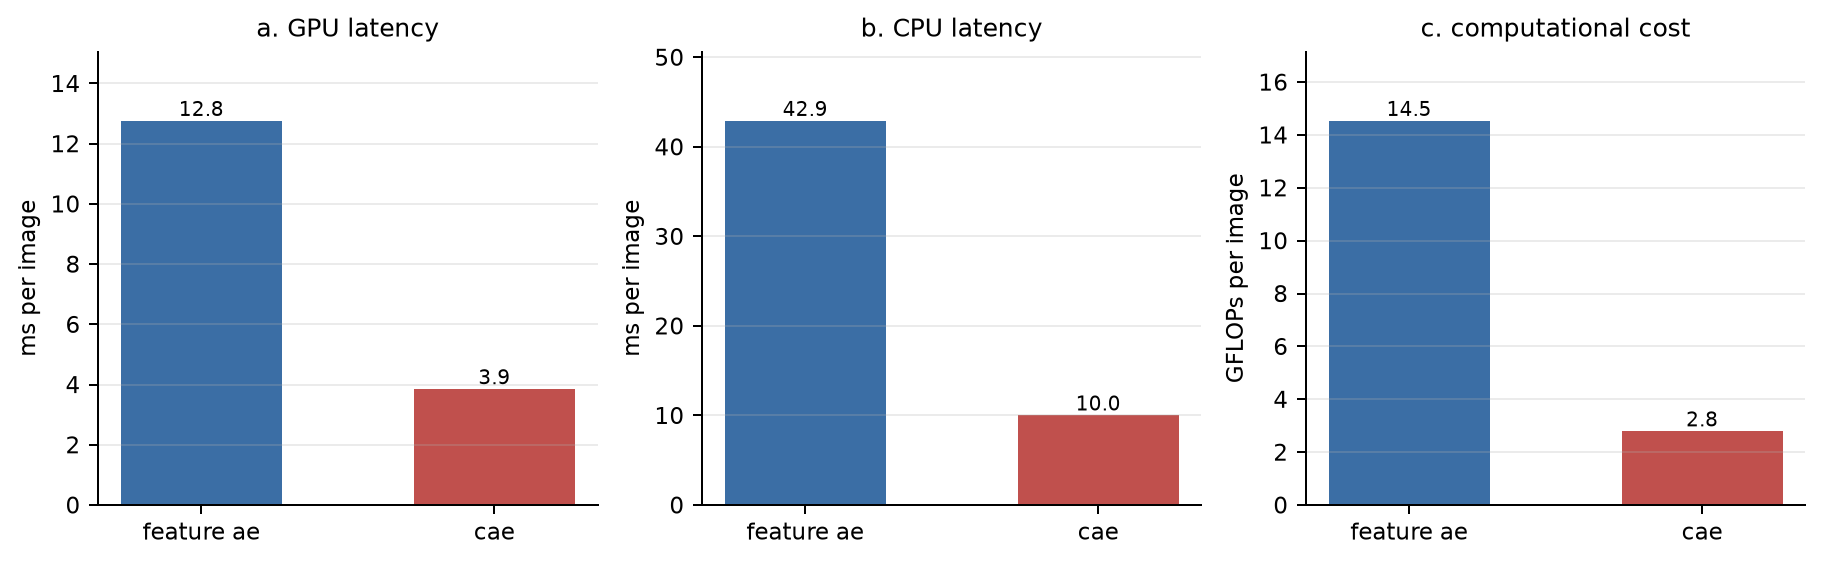 a. GPU latency
ms per image
14
12
10
8
6
4
2
0
12.8
3.9
feature ae
cae
b. CPU latency
ms per image
50
40
30
20
10
0
42.9
10.0
feature ae
cae
c. computational cost
GFLOPs per image
16
14
12
10
8
6
4
2
0
14.5
2.8
feature ae
cae